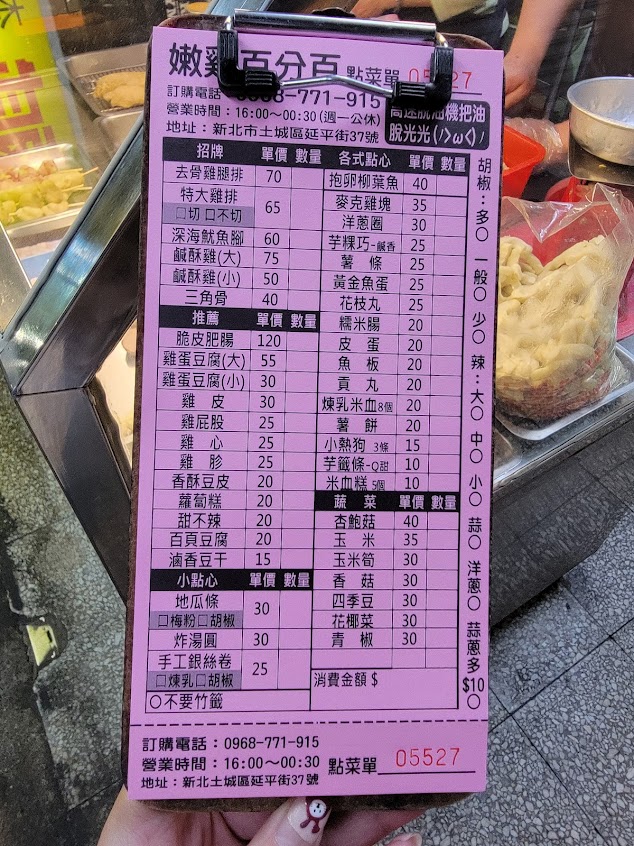 嫩雞百分百 點菜單 05527
訂購電話：0968-771-915
營業時間：16:00～00:30(週一公休)
地址：新北市土城區延平街37號
高速脫油機把油
脫光光(ﾉ>ω<)ﾉ
招牌 單價 數量
去骨雞腿排 70
特大雞排 65
□切 □不切
深海魷魚腳 60
鹹酥雞(大) 75
鹹酥雞(小) 50
三角骨 40
推薦 單價 數量
脆皮肥腸 120
雞蛋豆腐(大) 55
雞蛋豆腐(小) 30
雞皮 30
雞屁股 25
雞心 25
雞胗 25
香酥豆皮 20
蘿蔔糕 20
甜不辣 20
百頁豆腐 20
滷香豆干 15
小點心 單價 數量
地瓜條 30
□梅粉□胡椒
炸湯圓 30
手工銀絲卷 25
□煉乳□胡椒
○不要竹籤
各式點心 單價 數量
抱卵柳葉魚 40
麥克雞塊 35
洋蔥圈 30
芋粿巧-鹹香 25
薯條 25
黃金魚蛋 25
花枝丸 25
糯米腸 20
皮蛋 20
魚板 20
貢丸 20
煉乳米血8個 20
薯餅 20
小熱狗 3條 15
芋籤條-Q甜 10
米血糕 5個 10
蔬菜 單價 數量
杏鮑菇 40
玉米 35
玉米筍 30
香菇 30
四季豆 30
花椰菜 30
青椒 30
消費金額 $
胡椒：多○ 一般○ 少○ 辣：大○ 中○ 小○ 蒜○ 洋蔥○ 蒜蔥多$10○
訂購電話：0968-771-915
營業時間：16:00～00:30 點菜單 05527
地址：新北市土城區延平街37號